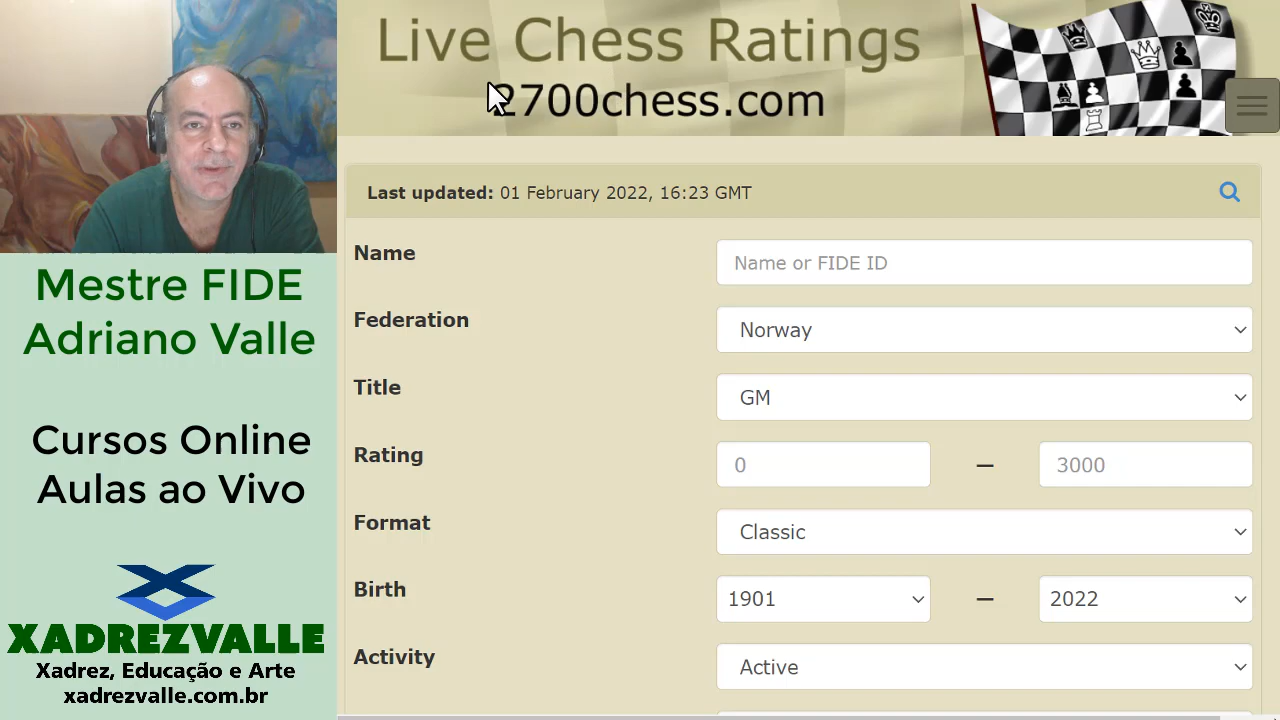 Live Chess Ratings
2700chess.com
Last updated: 01 February 2022, 16:23 GMT
Name
Name or FIDE ID
Federation
Norway
Title
GM
Rating
0 — 3000
Format
Classic
Birth
1901 — 2022
Activity
Active
Mestre FIDE
Adriano Valle
Cursos Online
Aulas ao Vivo
XADREZVALLE
Xadrez, Educação e Arte
xadrezvalle.com.br